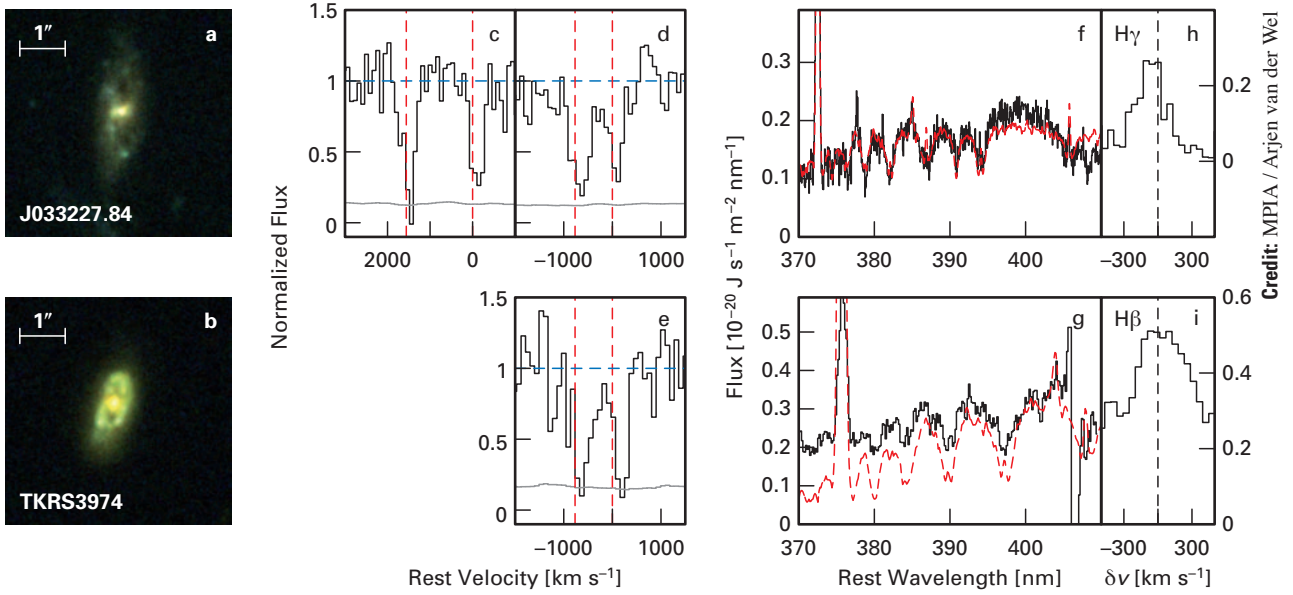 1″
a
J033227.84
1″
b
TKRS3974
Normalized Flux
1.5
1
0.5
0
c
d
2000
0
−1000
1000
1.5
1
0.5
0
e
−1000
1000
Rest Velocity [km s⁻¹]
Flux [10⁻²⁰ J s⁻¹ m⁻² nm⁻¹]
0.3
0.2
0.1
0
f
370
380
390
400
Hγ
h
0.2
0
−300
300
0.5
0.4
0.3
0.2
0.1
0
g
370
380
390
400
Hβ
i
0.6
0.4
0.2
0
−300
300
Rest Wavelength [nm]
δv [km s⁻¹]
Credit: MPIA / Arjen van der Wel